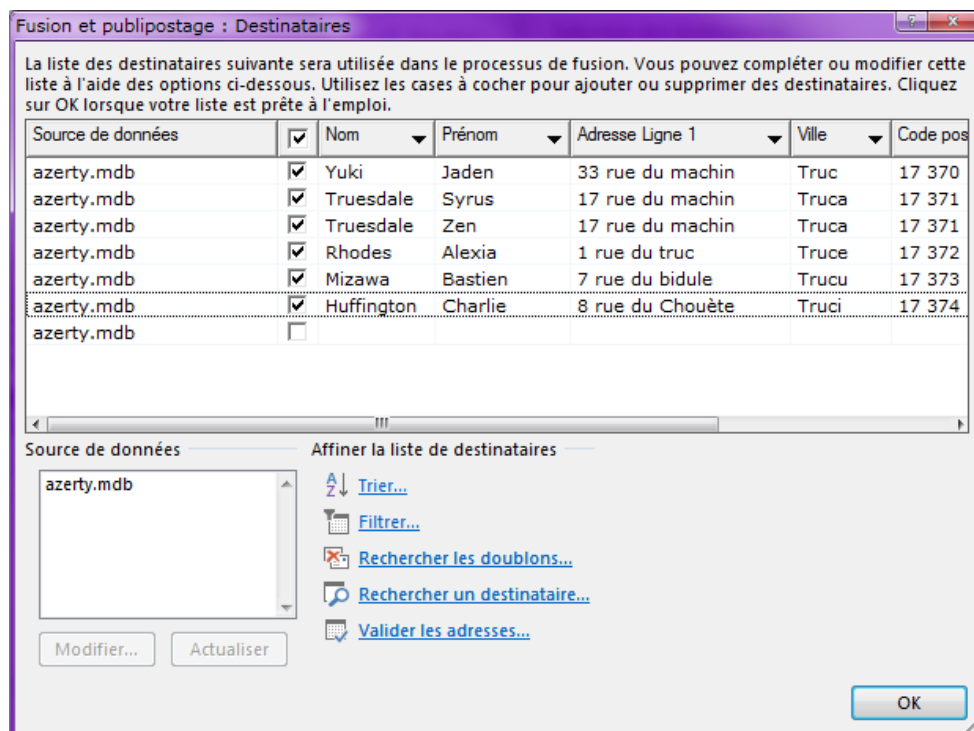 Fusion et publipostage : Destinataires
La liste des destinataires suivante sera utilisée dans le processus de fusion. Vous pouvez compléter ou modifier cette
liste à l'aide des options ci-dessous. Utilisez les cases à cocher pour ajouter ou supprimer des destinataires. Cliquez
sur OK lorsque votre liste est prête à l'emploi.
Source de données Nom Prénom Adresse Ligne 1 Ville Code pos
azerty.mdb Yuki Jaden 33 rue du machin Truc 17 370
azerty.mdb Truesdale Syrus 17 rue du machin Truca 17 371
azerty.mdb Truesdale Zen 17 rue du machin Truca 17 371
azerty.mdb Rhodes Alexia 1 rue du truc Truce 17 372
azerty.mdb Mizawa Bastien 7 rue du bidule Trucu 17 373
azerty.mdb Huffington Charlie 8 rue du Chouète Truci 17 374
azerty.mdb
Source de données Affiner la liste de destinataires
azerty.mdb
Trier...
Filtrer...
Rechercher les doublons...
Rechercher un destinataire...
Valider les adresses...
Modifier... Actualiser
OK